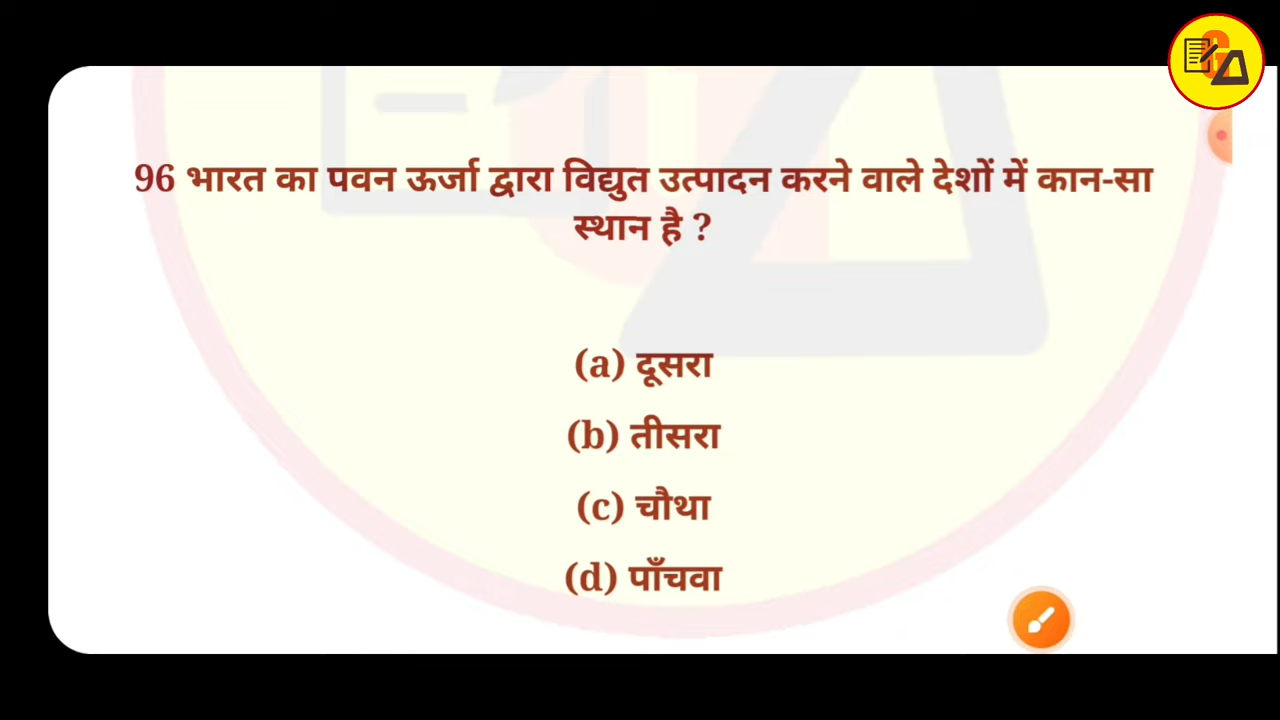 96 भारत का पवन ऊर्जा द्वारा विद्युत उत्पादन करने वाले देशों में कान-सा
स्थान है ?
(a) दूसरा
(b) तीसरा
(c) चौथा
(d) पाँचवा